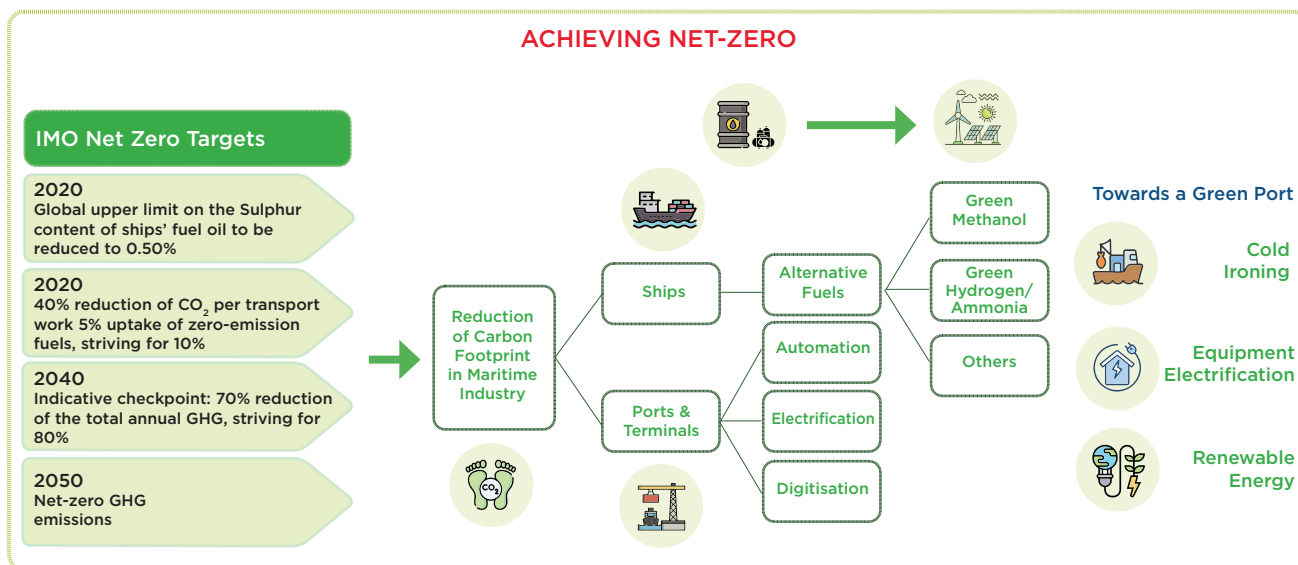 ACHIEVING NET-ZERO
IMO Net Zero Targets
2020
Global upper limit on the Sulphur
content of ships' fuel oil to be
reduced to 0.50%
2020
40% reduction of CO₂ per transport
work 5% uptake of zero-emission
fuels, striving for 10%
2040
Indicative checkpoint: 70% reduction
of the total annual GHG, striving for
80%
2050
Net-zero GHG
emissions
Reduction
of Carbon
Footprint
in Maritime
Industry
CO₂
Ships
Ports &
Terminals
Alternative
Fuels
Automation
Electrification
Digitisation
Green
Methanol
Green
Hydrogen/
Ammonia
Others
Towards a Green Port
Cold
Ironing
Equipment
Electrification
Renewable
Energy